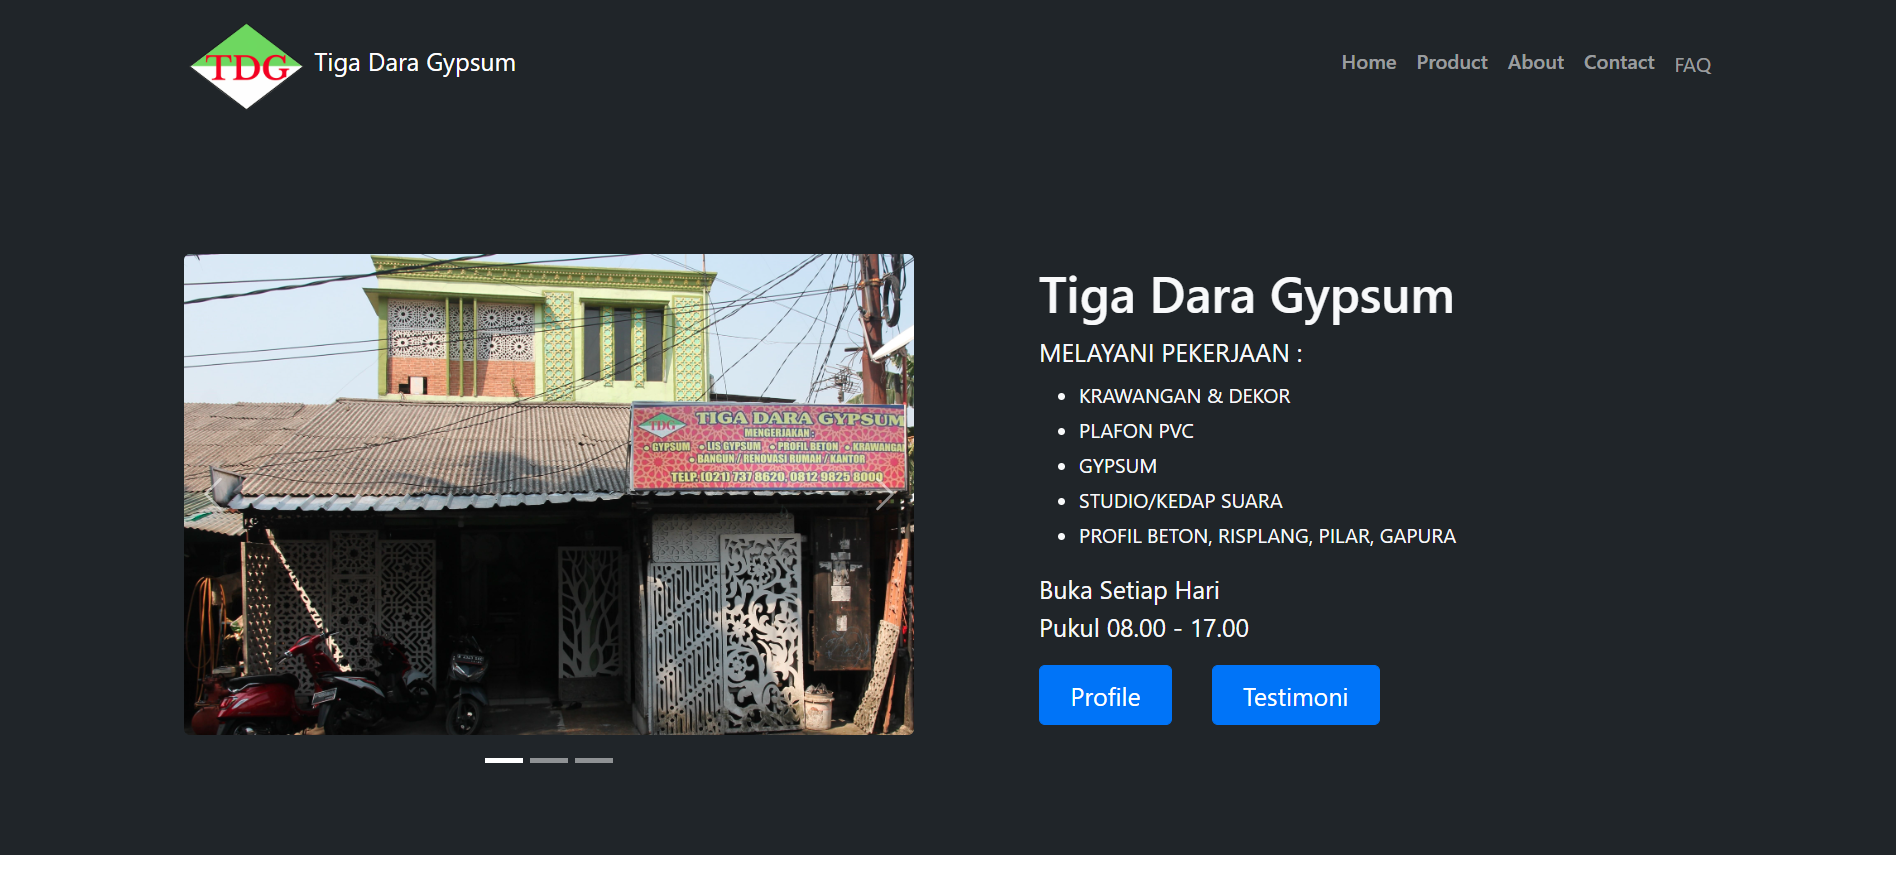 TDG
Tiga Dara Gypsum
Home Product About Contact FAQ
TDG
TIGA DARA GYPSUM
MENGERJAKAN :
• GYPSUM • LIS GYPSUM • PROFIL BETON • KRAWANGAN
• BANGUN / RENOVASI RUMAH / KANTOR
TELP. (021) 737 8620, 0812 9825 8000
Tiga Dara Gypsum
MELAYANI PEKERJAAN :
• KRAWANGAN & DEKOR
• PLAFON PVC
• GYPSUM
• STUDIO/KEDAP SUARA
• PROFIL BETON, RISPLANG, PILAR, GAPURA
Buka Setiap Hari
Pukul 08.00 - 17.00
Profile
Testimoni